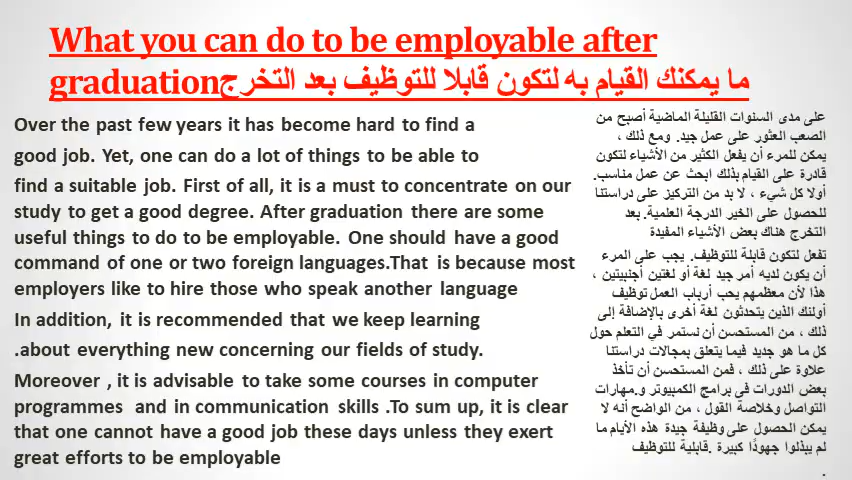 What you can do to be employable after
graduationما يمكنك القيام به لتكون قابلا للتوظيف بعد التخرج
Over the past few years it has become hard to find a
good job. Yet, one can do a lot of things to be able to
find a suitable job. First of all, it is a must to concentrate on our
study to get a good degree. After graduation there are some
useful things to do to be employable. One should have a good
command of one or two foreign languages.That is because most
employers like to hire those who speak another language
In addition, it is recommended that we keep learning
.about everything new concerning our fields of study.
Moreover , it is advisable to take some courses in computer
programmes and in communication skills .To sum up, it is clear
that one cannot have a good job these days unless they exert
great efforts to be employable
على مدى السنوات القليلة الماضية أصبح من
الصعب العثور على عمل جيد. ومع ذلك ،
يمكن للمرء أن يفعل الكثير من الأشياء لتكون
قادرة على القيام بذلك ابحث عن عمل مناسب.
أولا كل شيء ، لا بد من التركيز على دراستنا
للحصول على الخير الدرجة العلمية. بعد
التخرج هناك بعض الأشياء المفيدة
تفعل لتكون قابلة للتوظيف. يجب على المرء
أن يكون لديه أمر جيد لغة أو لغتين أجنبيتين ،
هذا لأن معظمهم يحب أرباب العمل توظيف
أولئك الذين يتحدثون لغة أخرى بالإضافة إلى
ذلك ، من المستحسن أن نستمر في التعلم حول
كل ما هو جديد فيما يتعلق بمجالات دراستنا
علاوة على ذلك ، فمن المستحسن أن تأخذ
بعض الدورات في برامج الكمبيوتر و.مهارات
التواصل وخلاصة القول ، من الواضح أنه لا
يمكن الحصول على وظيفة جيدة هذه الأيام ما
لم يبذلوا جهودًا كبيرة .قابلية للتوظيف
.